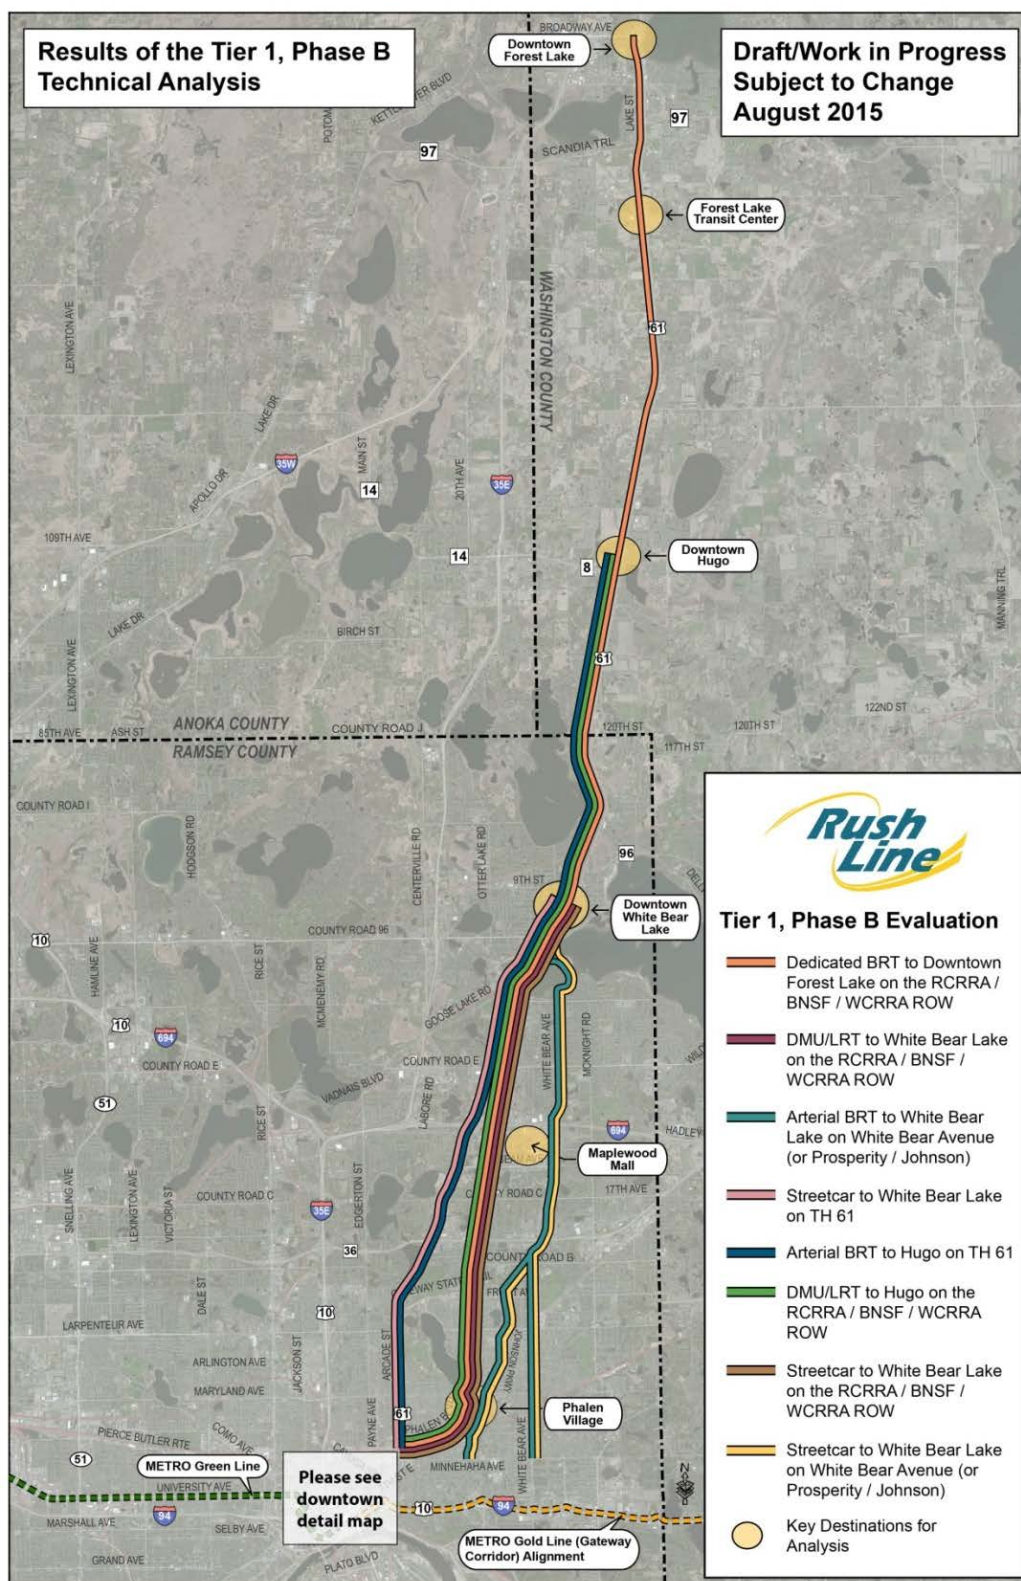 Results of the Tier 1, Phase B
Technical Analysis
Draft/Work in Progress
Subject to Change
August 2015
BROADWAY AVE
Downtown
Forest Lake
LAKE ST
97
97
SCANDIA TRL
Forest Lake
Transit Center
WASHINGTON COUNTY
61
LEXINGTON AVE
LAKE DR
MAIN ST
35W
14
20TH AVE
35E
APOLLO DR
109TH AVE
14
8
Downtown
Hugo
MANNING TRL
LAKE DR
BIRCH ST
61
LEXINGTON AVE
122ND ST
ANOKA COUNTY
85TH AVE
ASH ST
COUNTY ROAD J
120TH ST
120TH ST
RAMSEY COUNTY
117TH ST
COUNTY ROAD I
HODGSON RD
CENTERVILLE RD
OTTER LAKE RD
96
9TH ST
Downtown
White Bear
Lake
COUNTY ROAD 96
10
HAMLINE AVE
RICE ST
MCMENEMY RD
GOOSE LAKE RD
10
694
COUNTY ROAD E
COUNTY ROAD E
WHITE BEAR AVE
MCKNIGHT RD
VADNAIS BLVD
LABORE RD
51
RICE ST
694
Maplewood
Mall
SNELLING AVE
LEXINGTON AVE
VICTORIA ST
COUNTY ROAD C
EDGERTON ST
35E
17TH AVE
36
COUNTY ROAD B
DALE ST
10
LARPENTEUR AVE
ARLINGTON AVE
JACKSON ST
ARCADE ST
JOHNSON PKWY
MARYLAND AVE
PAYNE AVE
61
Phalen
Village
PIERCE BUTLER RTE
COMO AVE
WHITE BEAR AVE
51
METRO Green Line
MINNEHAHA AVE
UNIVERSITY AVE
Please see
downtown
detail map
94
10
94
MARSHALL AVE
SELBY AVE
METRO Gold Line (Gateway
Corridor) Alignment
GRAND AVE
PLATO BLVD
N
Rush
Line
Tier 1, Phase B Evaluation
Dedicated BRT to Downtown
Forest Lake on the RCRRA /
BNSF / WCRRA ROW
DMU/LRT to White Bear Lake
on the RCRRA / BNSF /
WCRRA ROW
Arterial BRT to White Bear
Lake on White Bear Avenue
(or Prosperity / Johnson)
Streetcar to White Bear Lake
on TH 61
Arterial BRT to Hugo on TH 61
DMU/LRT to Hugo on the
RCRRA / BNSF / WCRRA
ROW
Streetcar to White Bear Lake
on the RCRRA / BNSF /
WCRRA ROW
Streetcar to White Bear Lake
on White Bear Avenue (or
Prosperity / Johnson)
Key Destinations for
Analysis